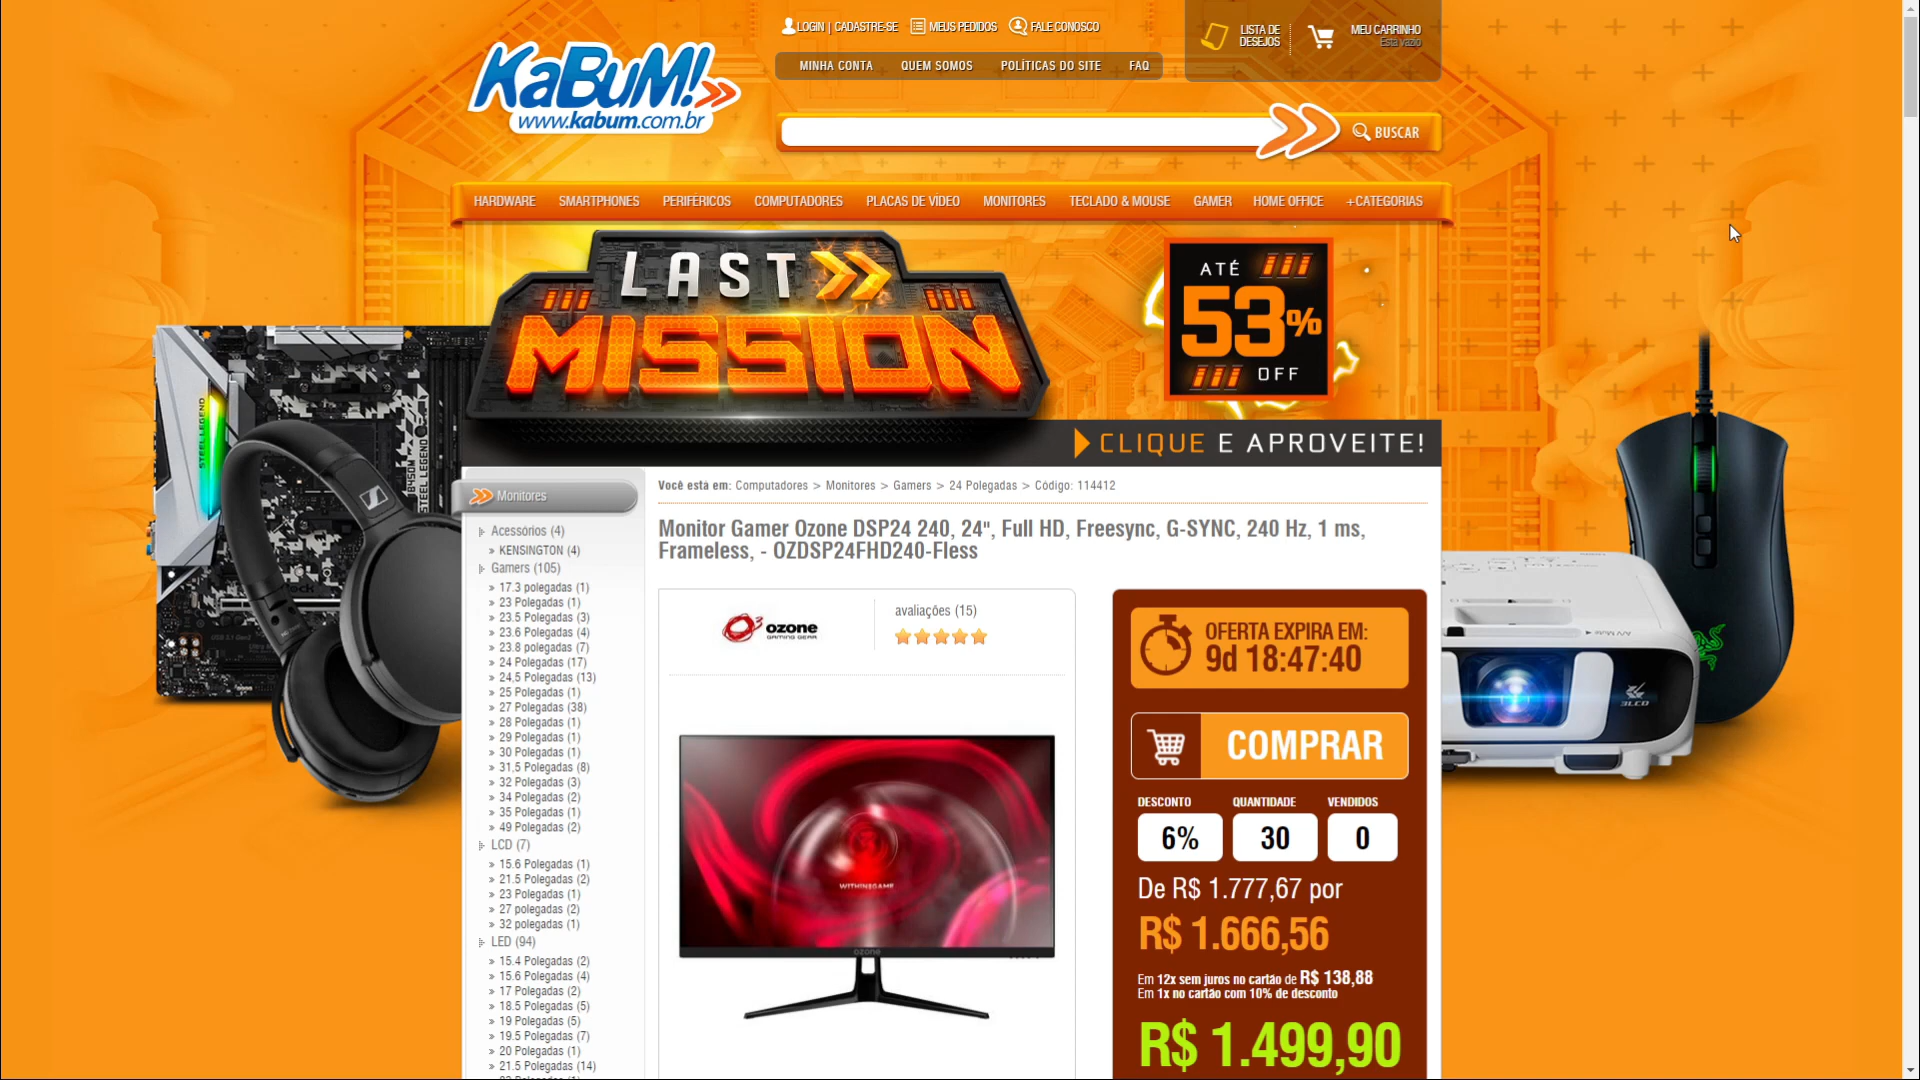 LOGIN | CADASTRE-SE MEUS PEDIDOS FALE CONOSCO
LISTA DE DESEJOS
MEU CARRINHO
Está vazio
KaBuM!
www.kabum.com.br
MINHA CONTA QUEM SOMOS POLÍTICAS DO SITE FAQ
BUSCAR
HARDWARE SMARTPHONES PERIFÉRICOS COMPUTADORES PLACAS DE VÍDEO MONITORES TECLADO & MOUSE GAMER HOME OFFICE +CATEGORIAS
LAST
MISSION
ATÉ
53%
OFF
CLIQUE E APROVEITE!
STEEL LEGEND
B450M STEEL LEGEND
3LCD
Monitores
Acessórios (4)
» KENSINGTON (4)
Gamers (105)
» 17.3 polegadas (1)
» 23 Polegadas (1)
» 23.5 Polegadas (3)
» 23.6 Polegadas (4)
» 23.8 polegadas (7)
» 24 Polegadas (17)
» 24,5 Polegadas (13)
» 25 Polegadas (1)
» 27 Polegadas (38)
» 28 Polegadas (1)
» 29 Polegadas (1)
» 30 Polegadas (1)
» 31,5 Polegadas (8)
» 32 Polegadas (3)
» 34 Polegadas (2)
» 35 Polegadas (1)
» 49 Polegadas (2)
LCD (7)
» 15.6 Polegadas (1)
» 21.5 Polegadas (2)
» 23 Polegadas (1)
» 27 polegadas (2)
» 32 polegadas (1)
LED (94)
» 15.4 Polegadas (2)
» 15.6 Polegadas (4)
» 17 Polegadas (2)
» 18.5 Polegadas (5)
» 19 Polegadas (5)
» 19.5 Polegadas (7)
» 20 Polegadas (1)
» 21.5 Polegadas (14)
Você está em: Computadores > Monitores > Gamers > 24 Polegadas > Código: 114412
Monitor Gamer Ozone DSP24 240, 24", Full HD, Freesync, G-SYNC, 240 Hz, 1 ms,
Frameless, - OZDSP24FHD240-Fless
ozone
GAMING GEAR
avaliações (15)
WITHINGAME
ozone
OFERTA EXPIRA EM:
9d 18:47:40
COMPRAR
DESCONTO QUANTIDADE VENDIDOS
6% 30 0
De R$ 1.777,67 por
R$ 1.666,56
Em 12x sem juros no cartão de R$ 138,88
Em 1x no cartão com 10% de desconto
R$ 1.499,90